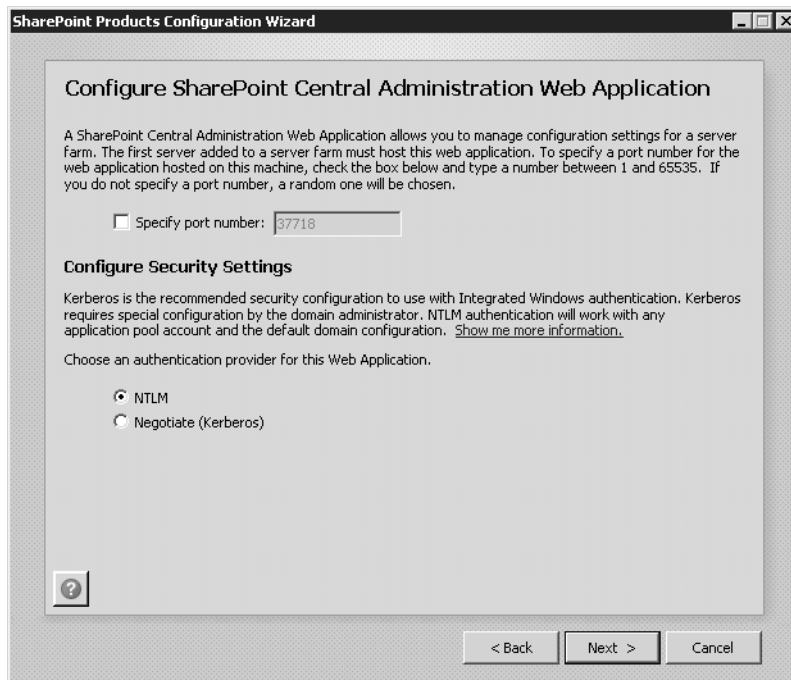 SharePoint Products Configuration Wizard
Configure SharePoint Central Administration Web Application
A SharePoint Central Administration Web Application allows you to manage configuration settings for a server
farm. The first server added to a server farm must host this web application. To specify a port number for the
web application hosted on this machine, check the box below and type a number between 1 and 65535. If
you do not specify a port number, a random one will be chosen.
Specify port number: 37718
Configure Security Settings
Kerberos is the recommended security configuration to use with Integrated Windows authentication. Kerberos
requires special configuration by the domain administrator. NTLM authentication will work with any
application pool account and the default domain configuration. Show me more information.
Choose an authentication provider for this Web Application.
NTLM
Negotiate (Kerberos)
?
< Back Next > Cancel